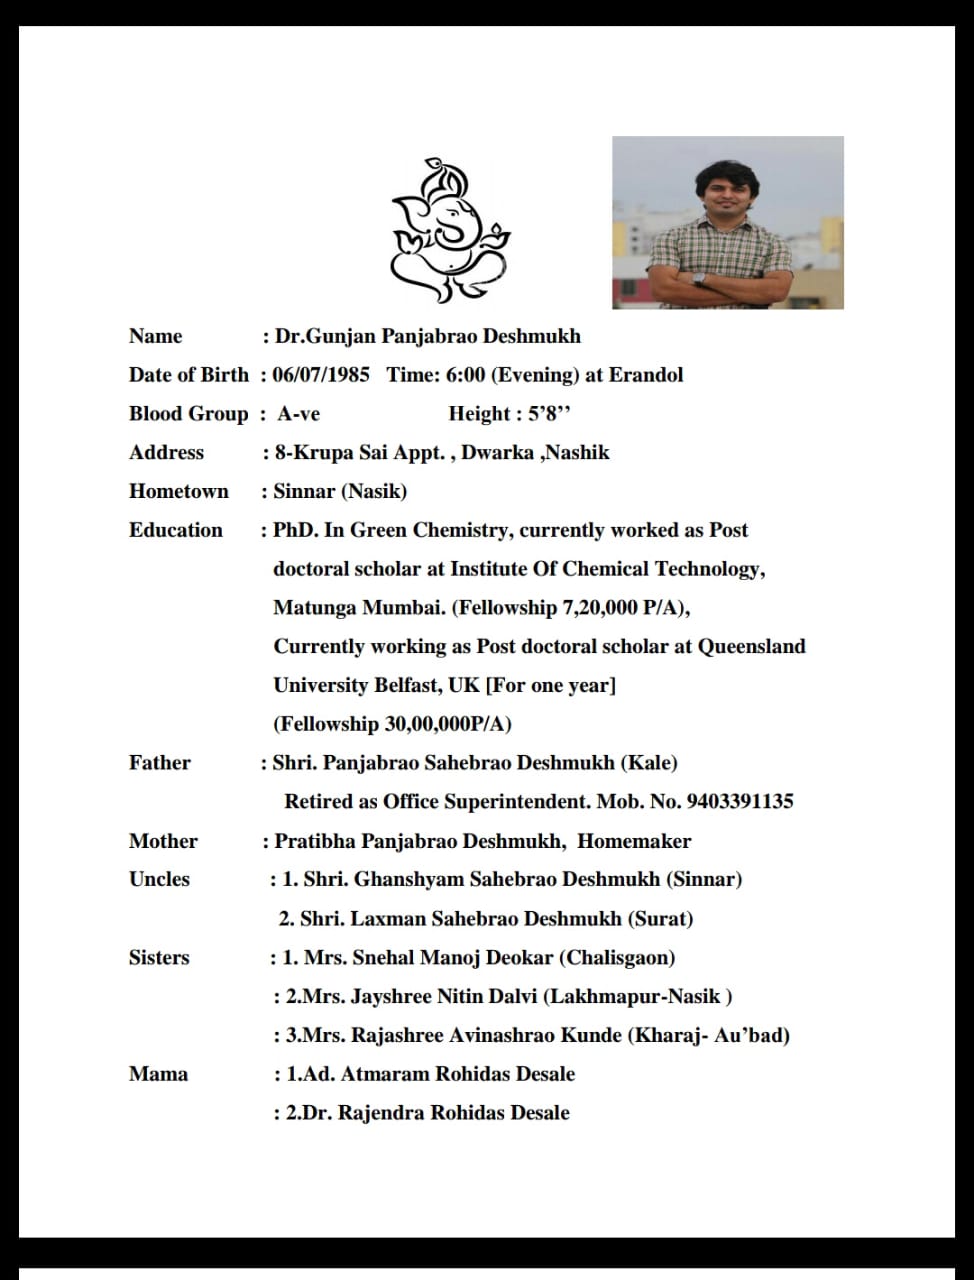 Name : Dr.Gunjan Panjabrao Deshmukh
Date of Birth : 06/07/1985 Time: 6:00 (Evening) at Erandol
Blood Group : A-ve Height : 5’8’’
Address : 8-Krupa Sai Appt. , Dwarka ,Nashik
Hometown : Sinnar (Nasik)
Education : PhD. In Green Chemistry, currently worked as Post
doctoral scholar at Institute Of Chemical Technology,
Matunga Mumbai. (Fellowship 7,20,000 P/A),
Currently working as Post doctoral scholar at Queensland
University Belfast, UK [For one year]
(Fellowship 30,00,000P/A)
Father : Shri. Panjabrao Sahebrao Deshmukh (Kale)
Retired as Office Superintendent. Mob. No. 9403391135
Mother : Pratibha Panjabrao Deshmukh, Homemaker
Uncles : 1. Shri. Ghanshyam Sahebrao Deshmukh (Sinnar)
2. Shri. Laxman Sahebrao Deshmukh (Surat)
Sisters : 1. Mrs. Snehal Manoj Deokar (Chalisgaon)
: 2.Mrs. Jayshree Nitin Dalvi (Lakhmapur-Nasik )
: 3.Mrs. Rajashree Avinashrao Kunde (Kharaj- Au’bad)
Mama : 1.Ad. Atmaram Rohidas Desale
: 2.Dr. Rajendra Rohidas Desale